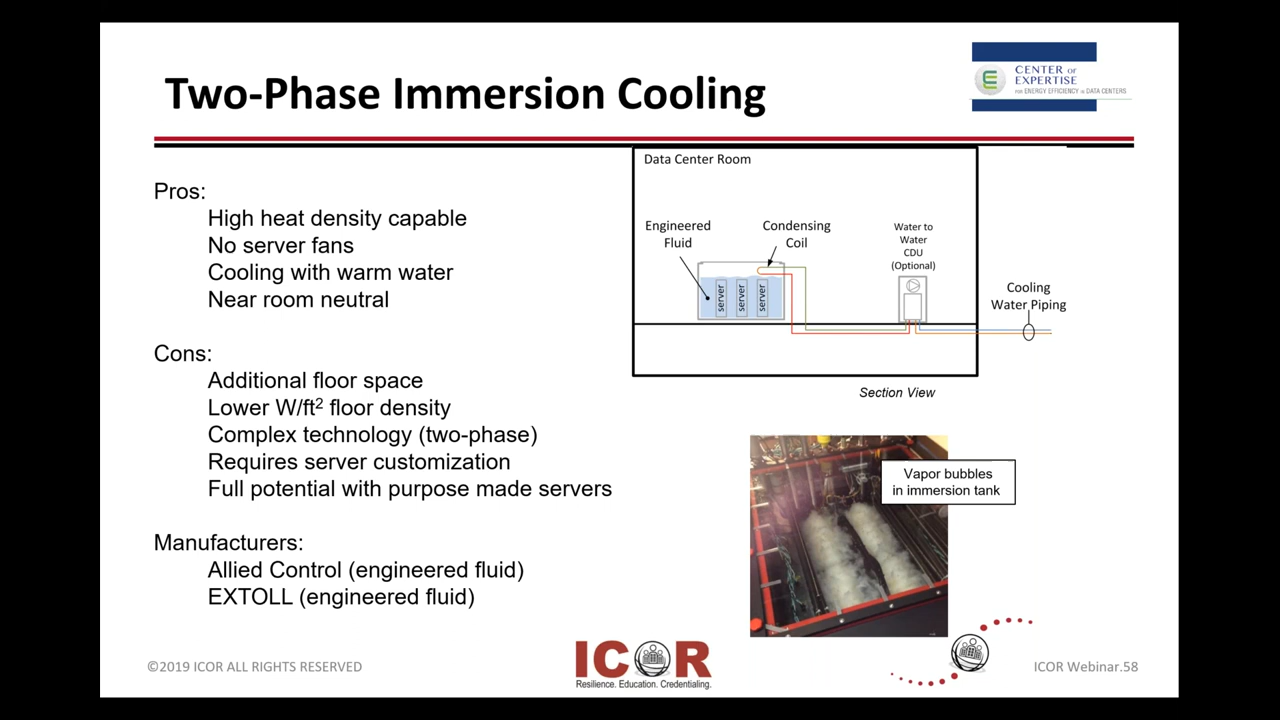 Two-Phase Immersion Cooling
CENTER OF
EXPERTISE
FOR ENERGY EFFICIENCY IN DATA CENTERS
Pros:
High heat density capable
No server fans
Cooling with warm water
Near room neutral
Cons:
Additional floor space
Lower W/ft² floor density
Complex technology (two-phase)
Requires server customization
Full potential with purpose made servers
Manufacturers:
Allied Control (engineered fluid)
EXTOLL (engineered fluid)
Data Center Room
Engineered
Fluid
Condensing
Coil
Water to
Water
CDU
(Optional)
server
server
server
Cooling
Water Piping
Section View
Vapor bubbles
in immersion tank
©2019 ICOR ALL RIGHTS RESERVED
ICOR
Resilience. Education. Credentialing.
ICOR Webinar.58